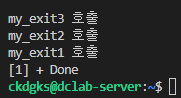 my_exit3 호출
my_exit2 호출
my_exit1 호출
[1] + Done
ckdgks@dclab-server:~$